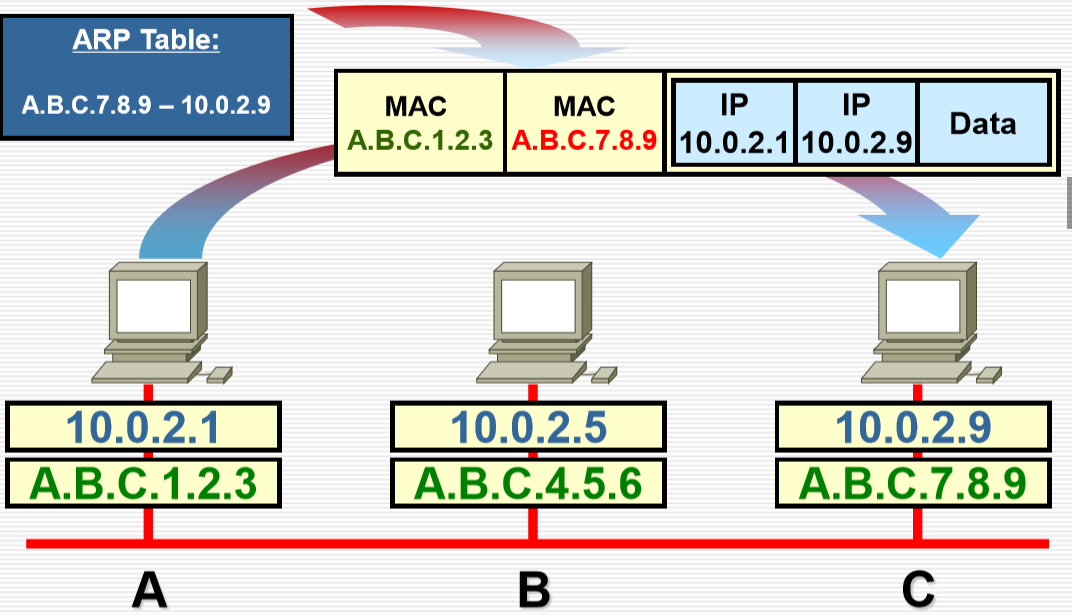 ARP Table:
A.B.C.7.8.9 – 10.0.2.9
MAC
A.B.C.1.2.3
MAC
A.B.C.7.8.9
IP
10.0.2.1
IP
10.0.2.9
Data
10.0.2.1
A.B.C.1.2.3
10.0.2.5
A.B.C.4.5.6
10.0.2.9
A.B.C.7.8.9
A
B
C